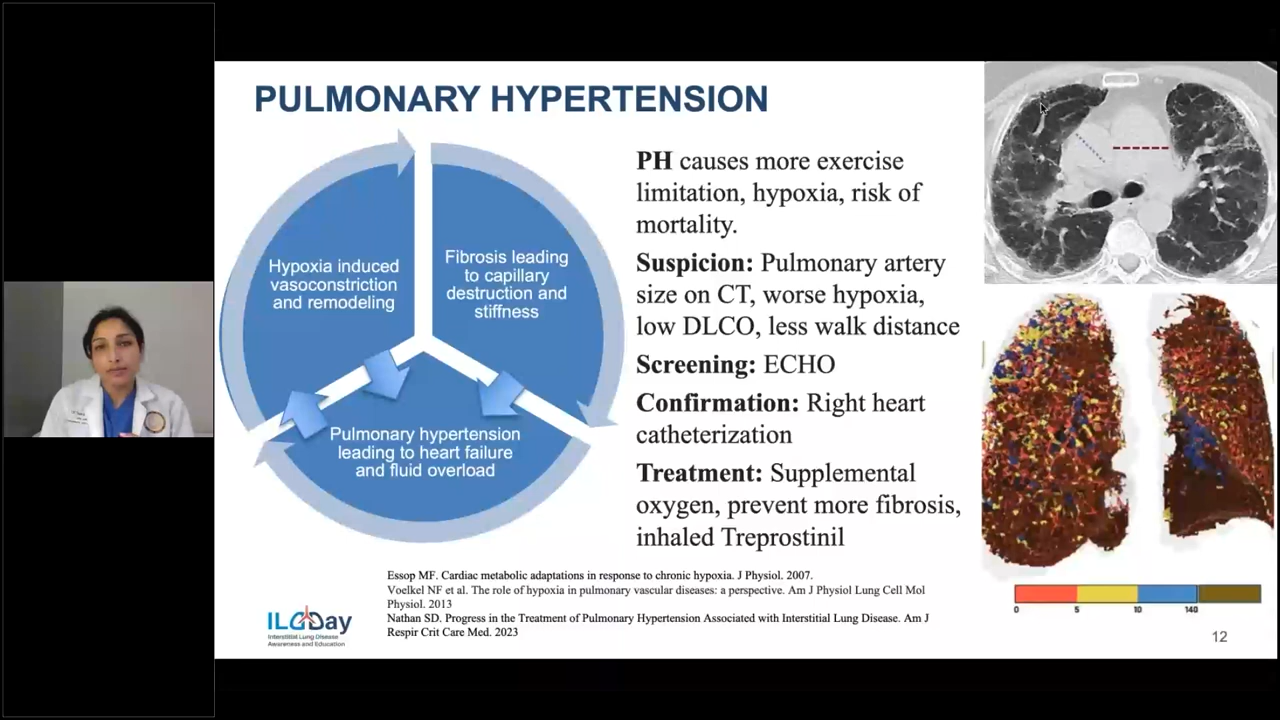 PULMONARY HYPERTENSION
Hypoxia induced
vasoconstriction
and remodeling
Fibrosis leading
to capillary
destruction and
stiffness
Pulmonary hypertension
leading to heart failure
and fluid overload
PH causes more exercise
limitation, hypoxia, risk of
mortality.
Suspicion: Pulmonary artery
size on CT, worse hypoxia,
low DLCO, less walk distance
Screening: ECHO
Confirmation: Right heart
catheterization
Treatment: Supplemental
oxygen, prevent more fibrosis,
inhaled Treprostinil
0 5 10 140
Essop MF. Cardiac metabolic adaptations in response to chronic hypoxia. J Physiol. 2007.
Voelkel NF et al. The role of hypoxia in pulmonary vascular diseases: a perspective. Am J Physiol Lung Cell Mol
Physiol. 2013
Nathan SD. Progress in the Treatment of Pulmonary Hypertension Associated with Interstitial Lung Disease. Am J
Respir Crit Care Med. 2023
ILDDay
Interstitial Lung Disease
Awareness and Education
12